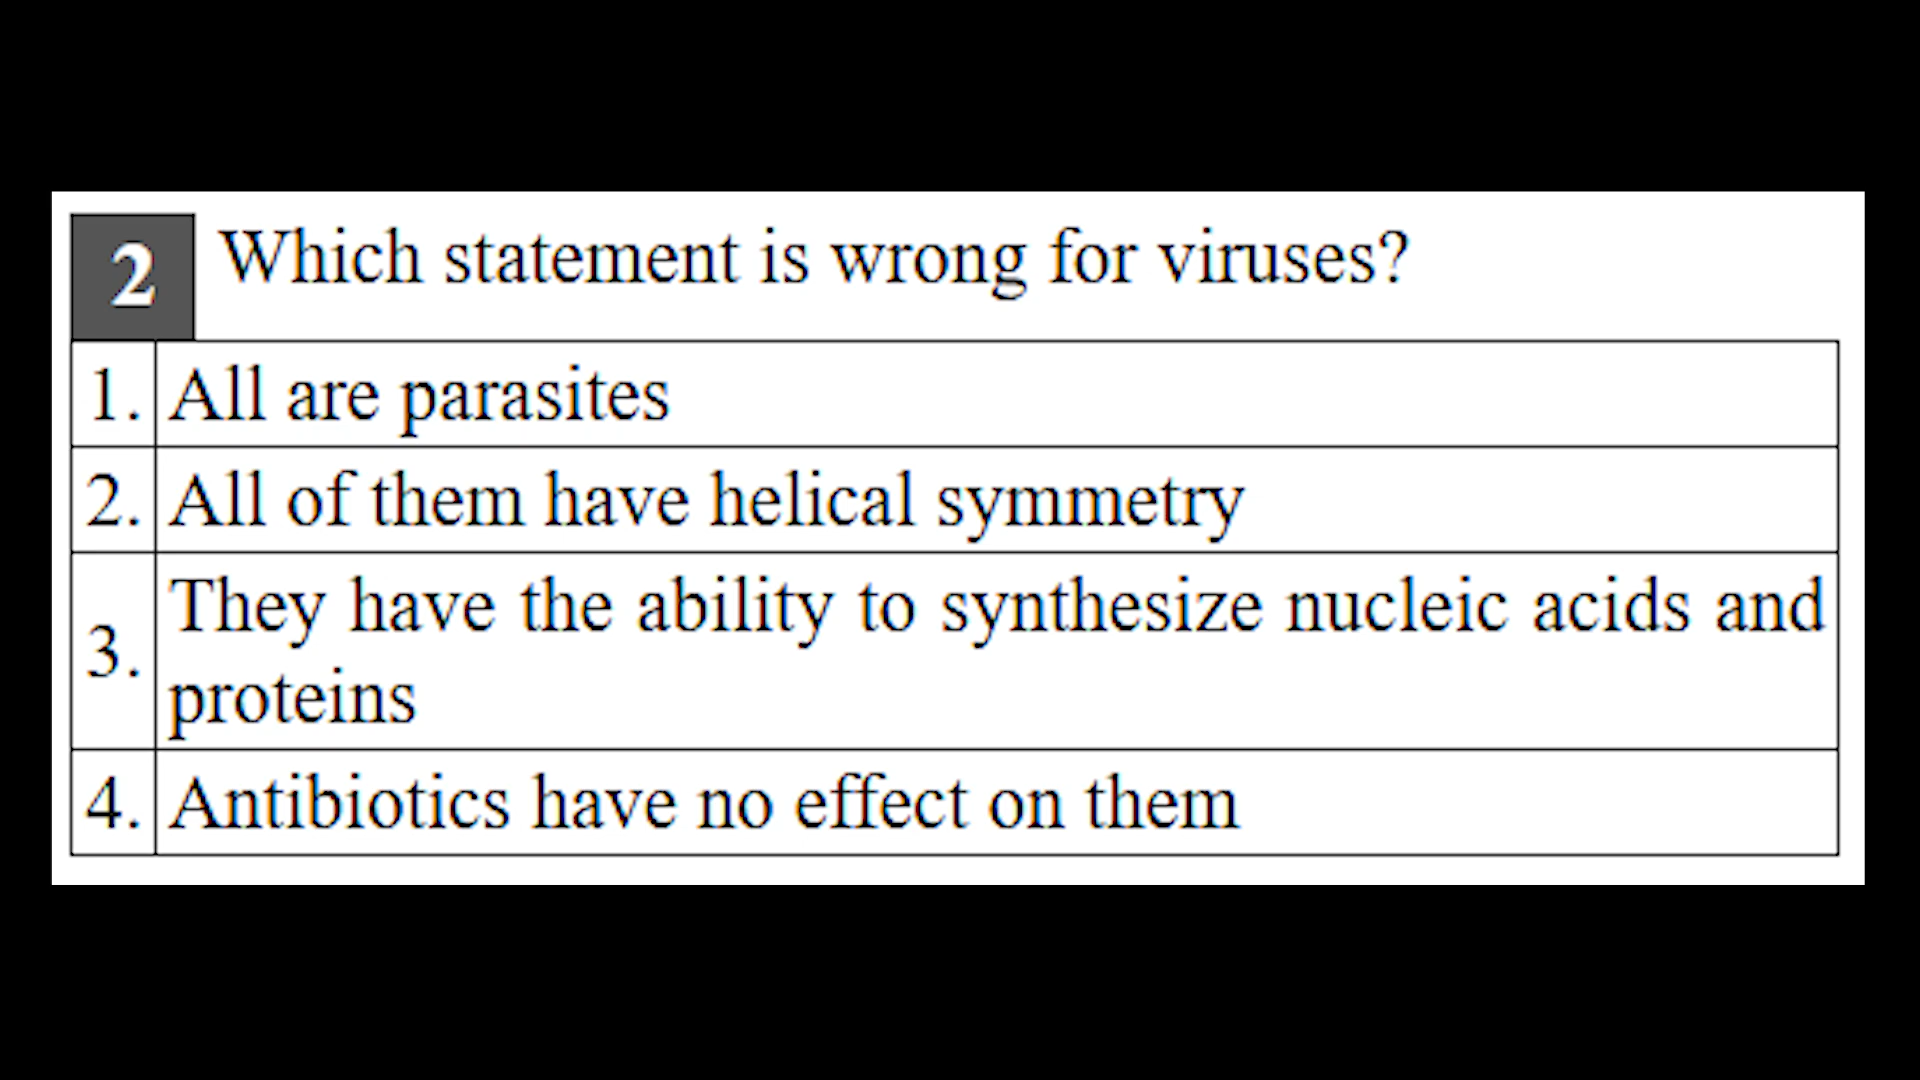 2 Which statement is wrong for viruses?
1. All are parasites
2. All of them have helical symmetry
3. They have the ability to synthesize nucleic acids and
proteins
4. Antibiotics have no effect on them